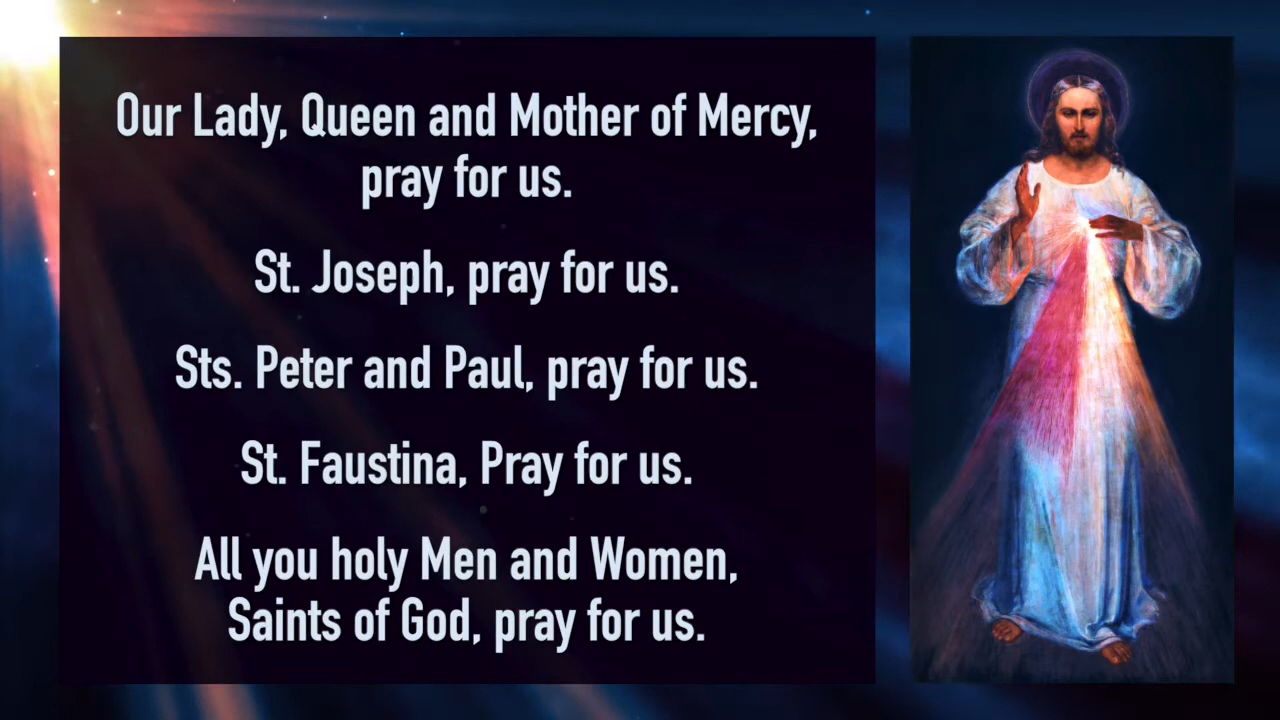 Our Lady, Queen and Mother of Mercy,
pray for us.
St. Joseph, pray for us.
Sts. Peter and Paul, pray for us.
St. Faustina, Pray for us.
All you holy Men and Women,
Saints of God, pray for us.